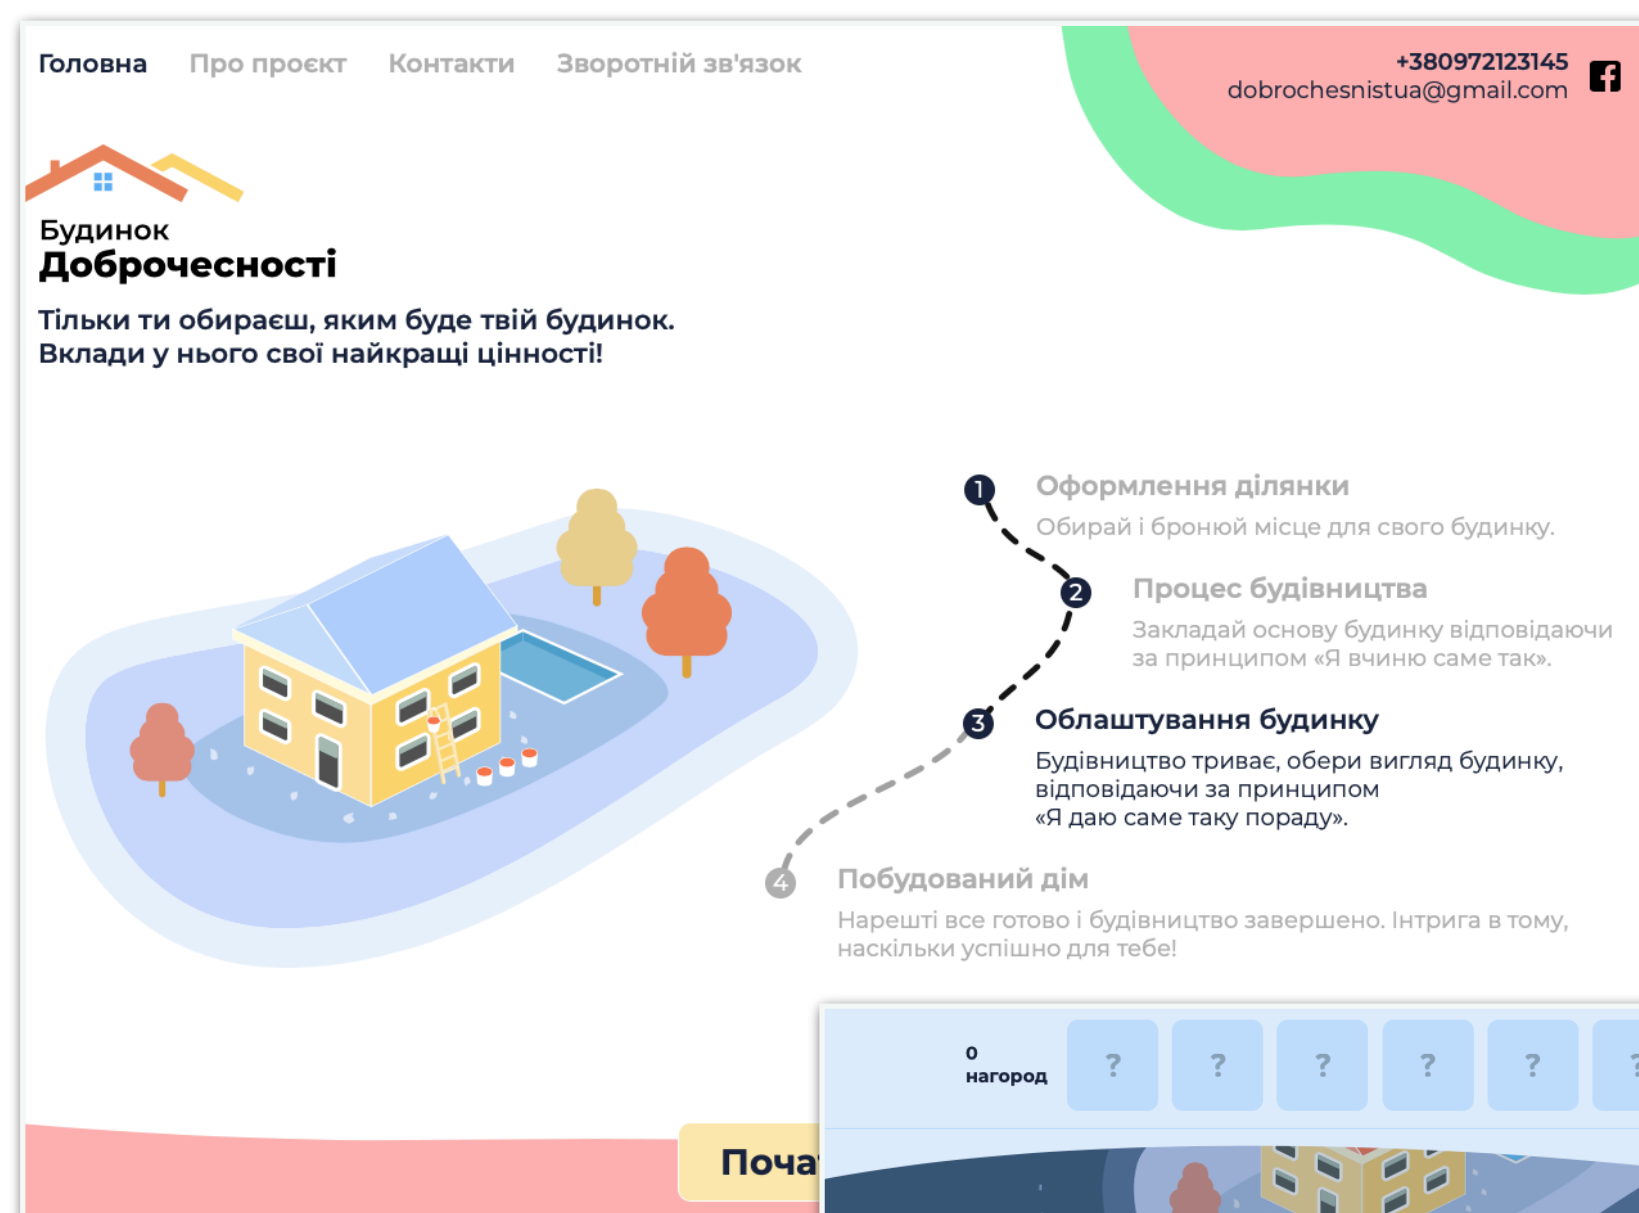 Головна Про проєкт Контакти Зворотній зв'язок
+380972123145
dobrochesnistua@gmail.com
Будинок
Доброчесності
Тільки ти обираєш, яким буде твій будинок.
Вклади у нього свої найкращі цінності!
1 Оформлення ділянки
Обирай і бронюй місце для свого будинку.
2 Процес будівництва
Закладай основу будинку відповідаючи
за принципом «Я вчиню саме так».
3 Облаштування будинку
Будівництво триває, обери вигляд будинку,
відповідаючи за принципом
«Я даю саме таку пораду».
4 Побудований дім
Нарешті все готово і будівництво завершено. Інтрига в тому,
наскільки успішно для тебе!
0
нагород
? ? ? ? ? ?